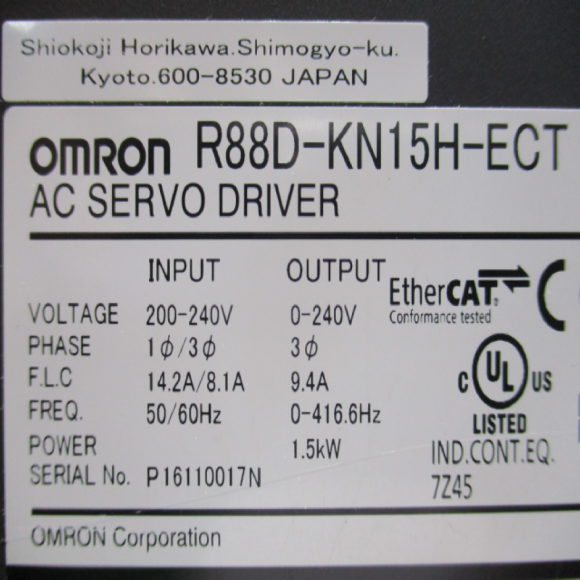 Shiokoji Horikawa.Shimogyo-ku.
Kyoto.600-8530 JAPAN
OMRON R88D-KN15H-ECT
AC SERVO DRIVER
INPUT OUTPUT
VOLTAGE 200-240V 0-240V
PHASE 1ϕ/3ϕ 3ϕ
F.L.C 14.2A/8.1A 9.4A
FREQ. 50/60Hz 0-416.6Hz
POWER 1.5kW
SERIAL No. P16110017N
EtherCAT®
Conformance tested
C UL US
LISTED
IND.CONT.EQ.
7Z45
OMRON Corporation